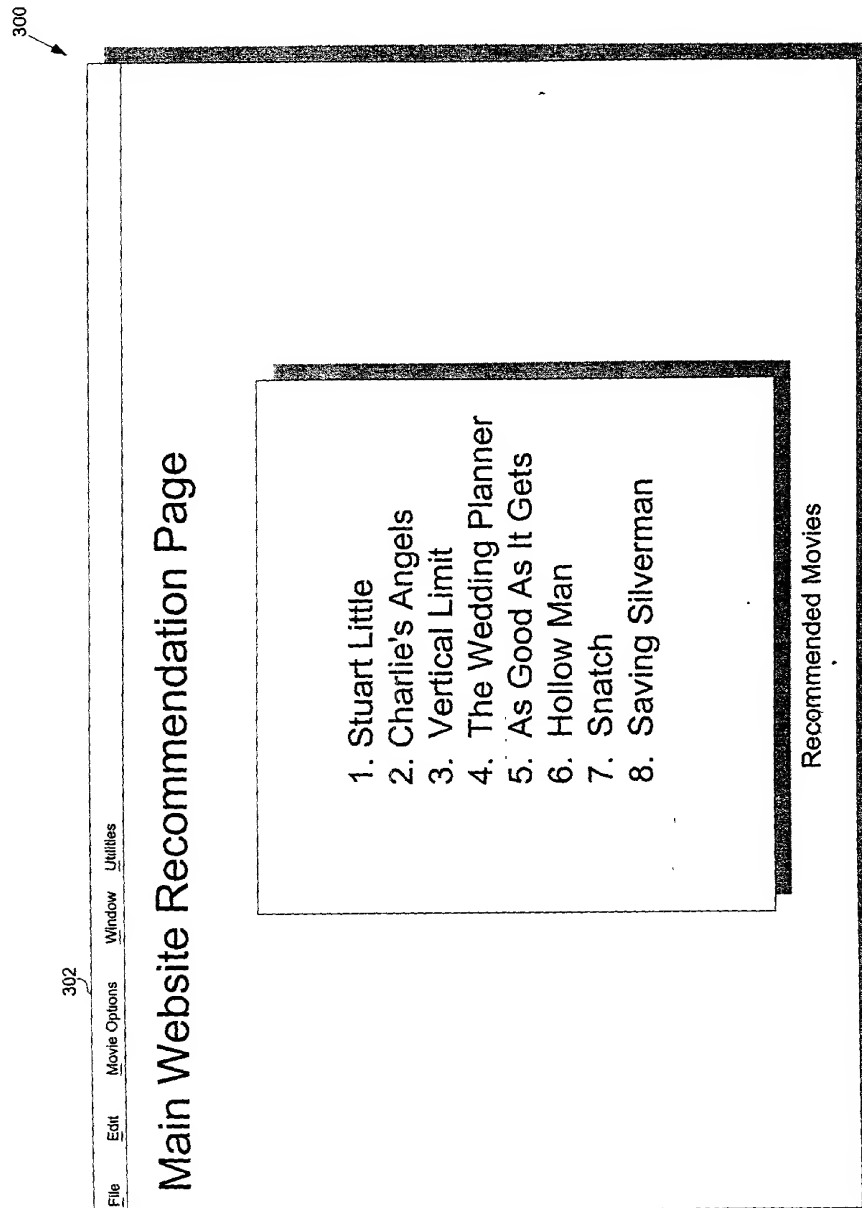 300
302
File Edit Movie Options Window Utilities
Main Website Recommendation Page
1. Stuart Little
2. Charlie's Angels
3. Vertical Limit
4. The Wedding Planner
5. As Good As It Gets
6. Hollow Man
7. Snatch
8. Saving Silverman
Recommended Movies